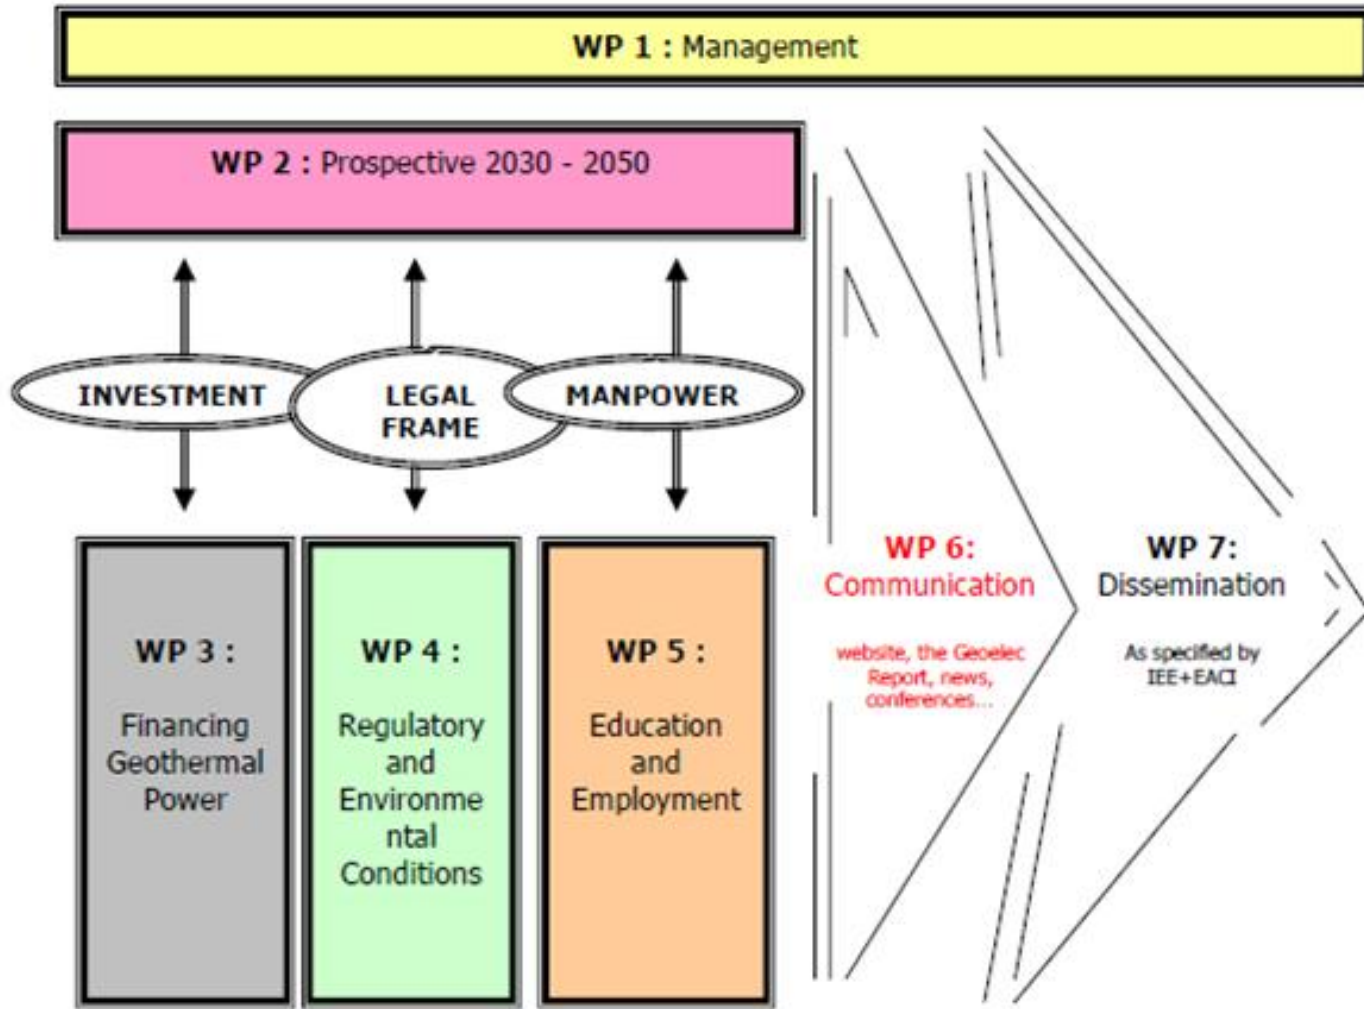 WP 1 : Management
WP 2 : Prospective 2030 - 2050
INVESTMENT
LEGAL
FRAME
MANPOWER
WP 3 :
Financing
Geothermal
Power
WP 4 :
Regulatory
and
Environme
ntal
Conditions
WP 5 :
Education
and
Employment
WP 6:
Communication
website, the Geoelec
Report, news,
conferences...
WP 7:
Dissemination
As specified by
IEE+EACI